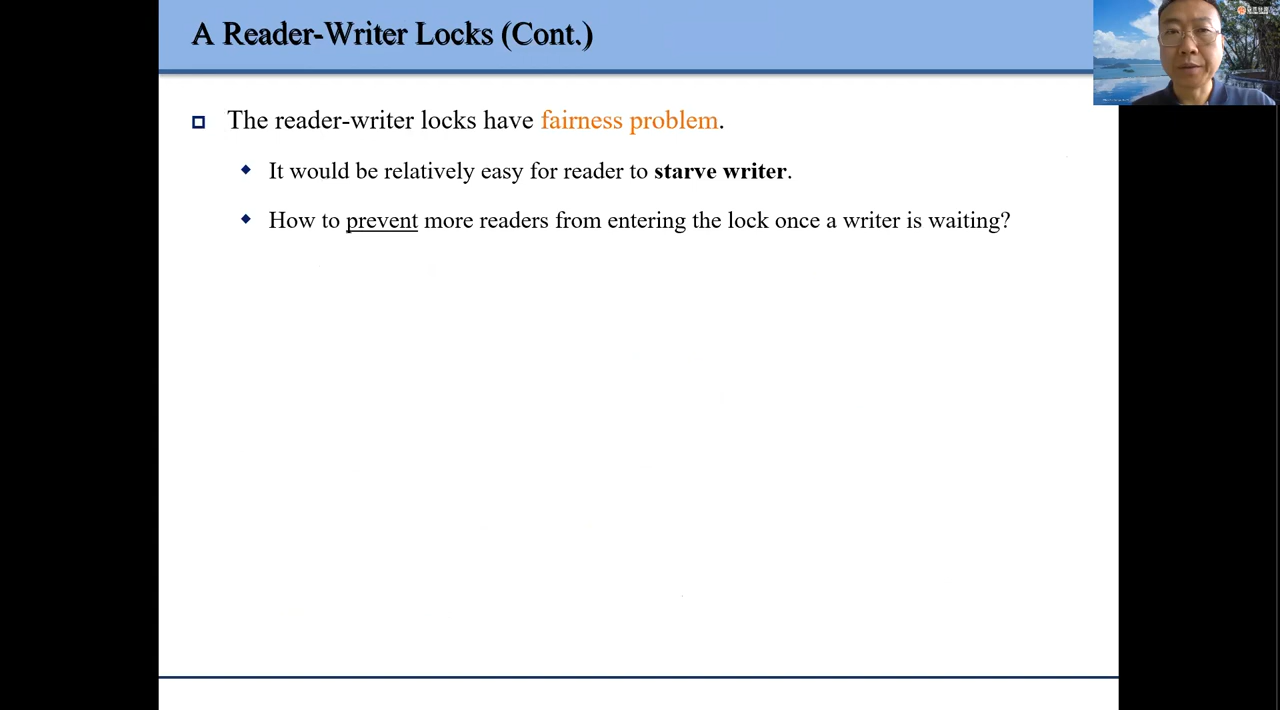 A Reader-Writer Locks (Cont.)
The reader-writer locks have fairness problem.
It would be relatively easy for reader to starve writer.
How to prevent more readers from entering the lock once a writer is waiting?